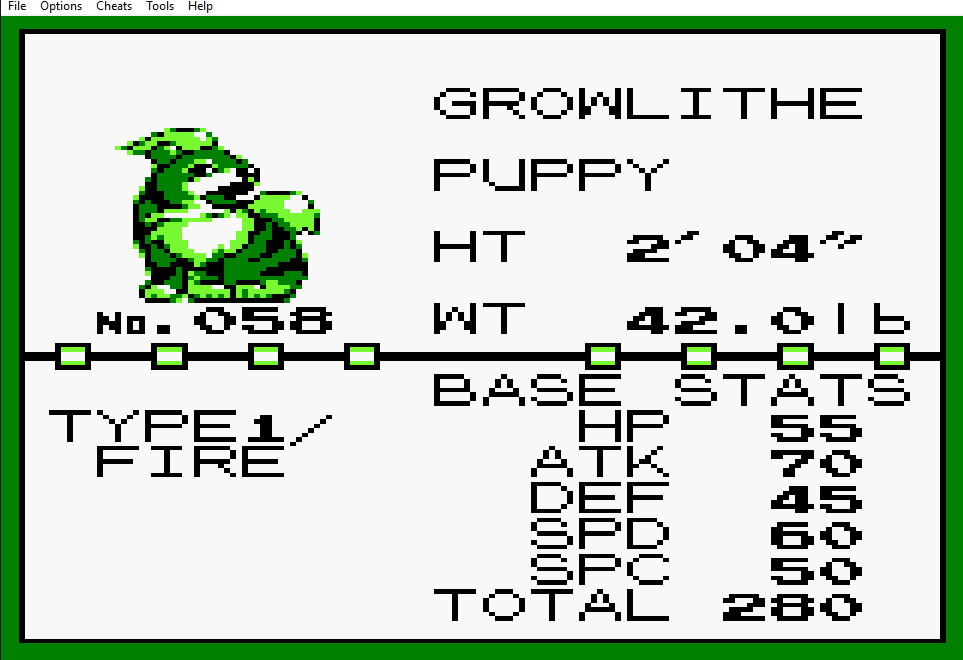 File Options Cheats Tools Help
GROWLITHE
PUPPY
HT 2′04″
WT 42.0lb
No.058
BASE STATS
TYPE1/
FIRE
HP 55
ATK 70
DEF 45
SPD 60
SPC 50
TOTAL 280